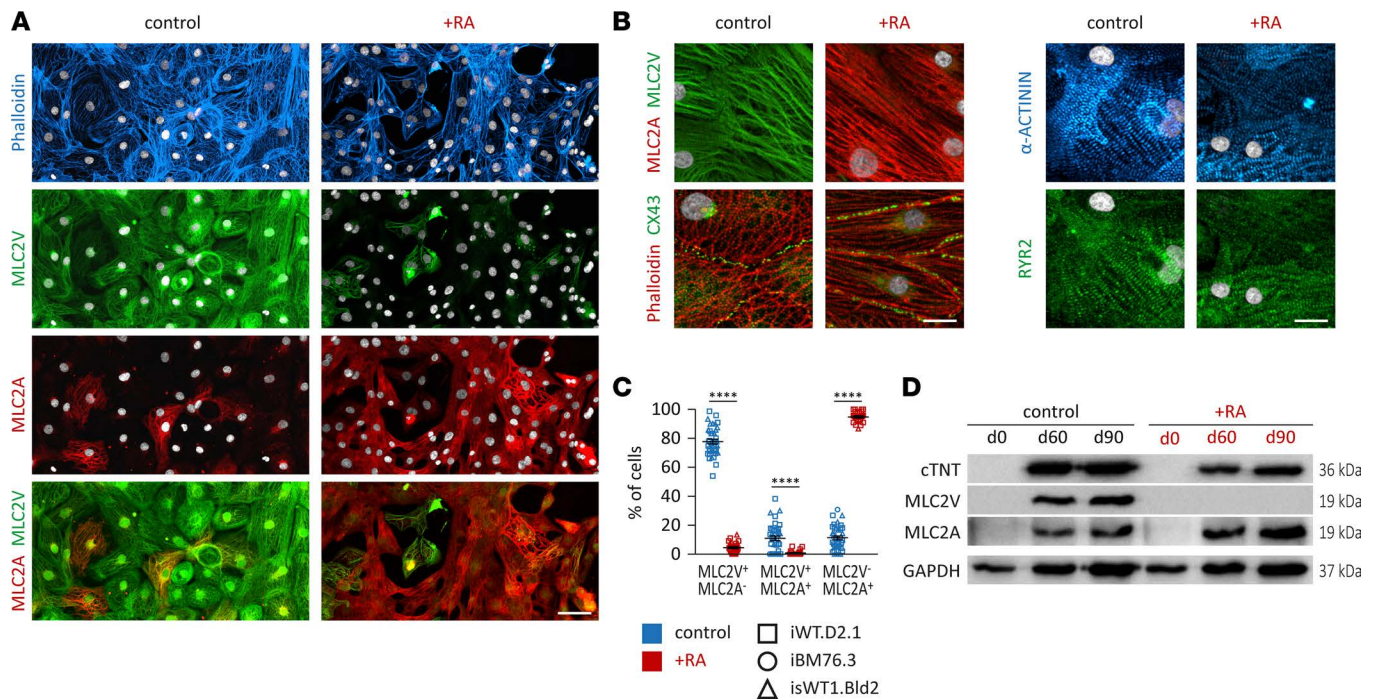 A
control +RA
Phalloidin
MLC2V
MLC2A
MLC2A MLC2V
B
control +RA
MLC2A MLC2V
Phalloidin CX43
control +RA
α-ACTININ
RYR2
C
% of cells
100
80
60
40
20
0
**** **** ****
MLC2V⁺ MLC2V⁺ MLC2V⁻
MLC2A⁻ MLC2A⁺ MLC2A⁺
control
+RA
iWT.D2.1
iBM76.3
isWT1.Bld2
D
control +RA
d0 d60 d90 d0 d60 d90
cTNT 36 kDa
MLC2V 19 kDa
MLC2A 19 kDa
GAPDH 37 kDa